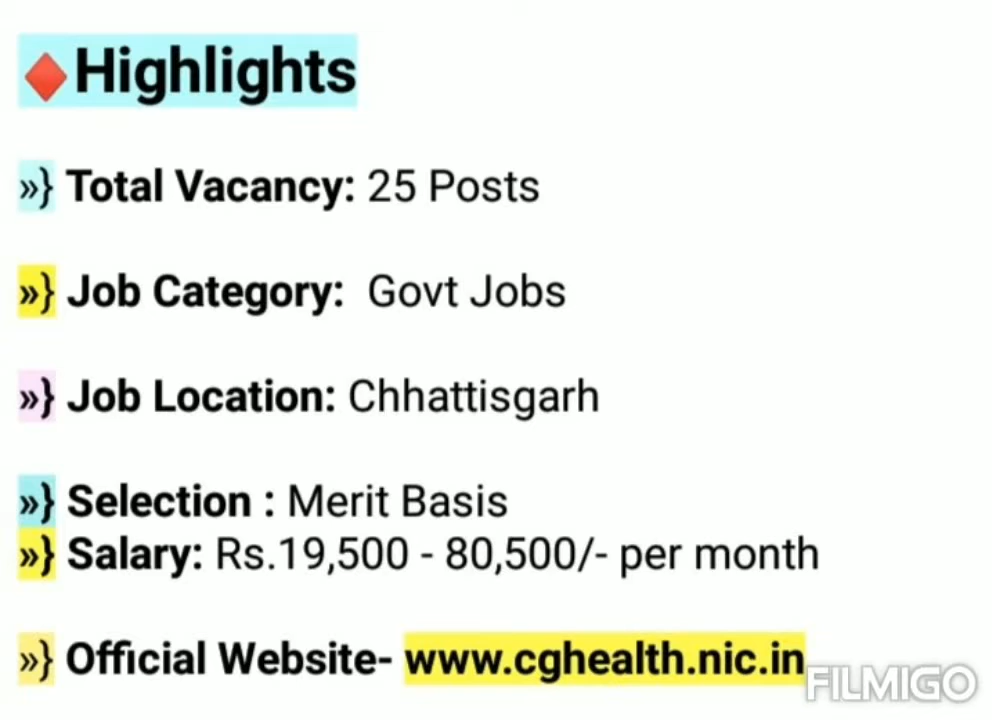 ♦Highlights
»} Total Vacancy: 25 Posts
»} Job Category: Govt Jobs
»} Job Location: Chhattisgarh
»} Selection : Merit Basis
»} Salary: Rs.19,500 - 80,500/- per month
»} Official Website- www.cghealth.nic.in
FILMIGO